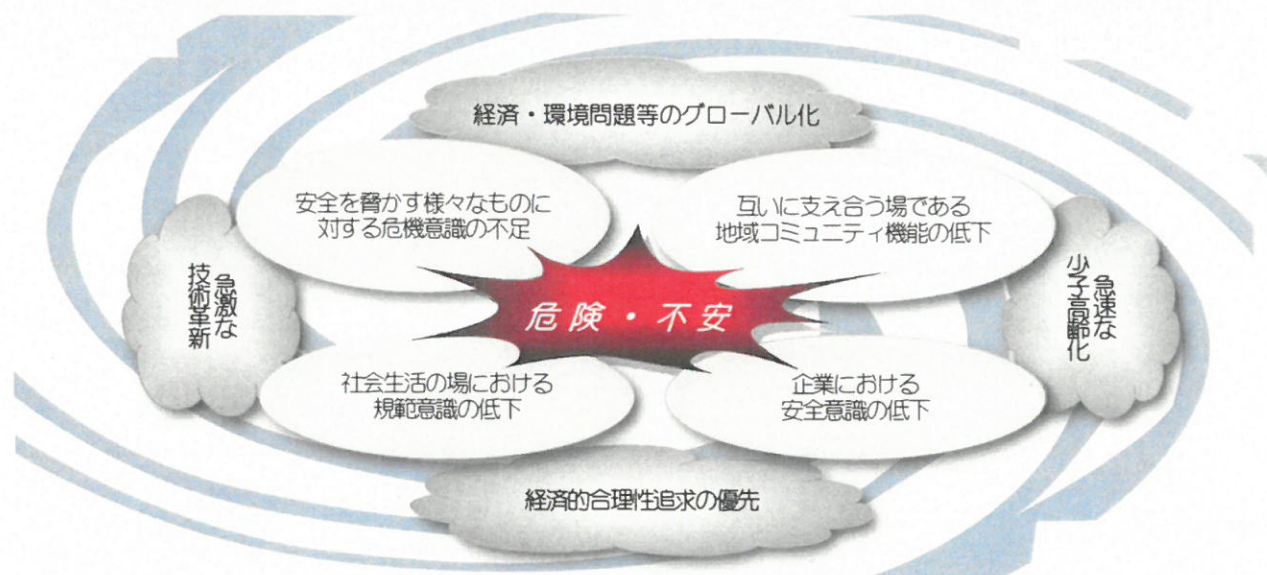 経済・環境問題等のグローバル化
安全を脅かす様々なものに
対する危機意識の不足
互いに支え合う場である
地域コミュニティ機能の低下
急激な
技術革新
危険・不安
急速な
少子高齢化
社会生活の場における
規範意識の低下
企業における
安全意識の低下
経済的合理性追求の優先